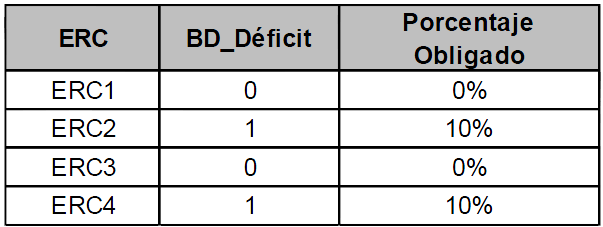 ERC BD_Déficit Porcentaje Obligado
ERC1 0 0%
ERC2 1 10%
ERC3 0 0%
ERC4 1 10%